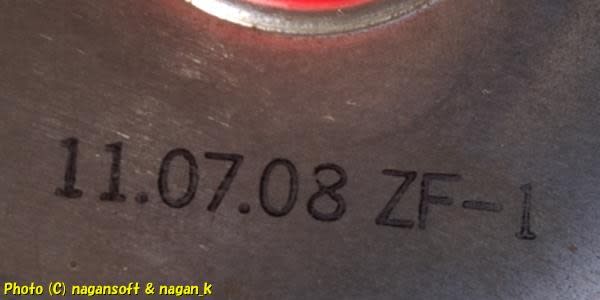 11.07.08 ZF-1
Photo (C) nagansoft & nagan_k